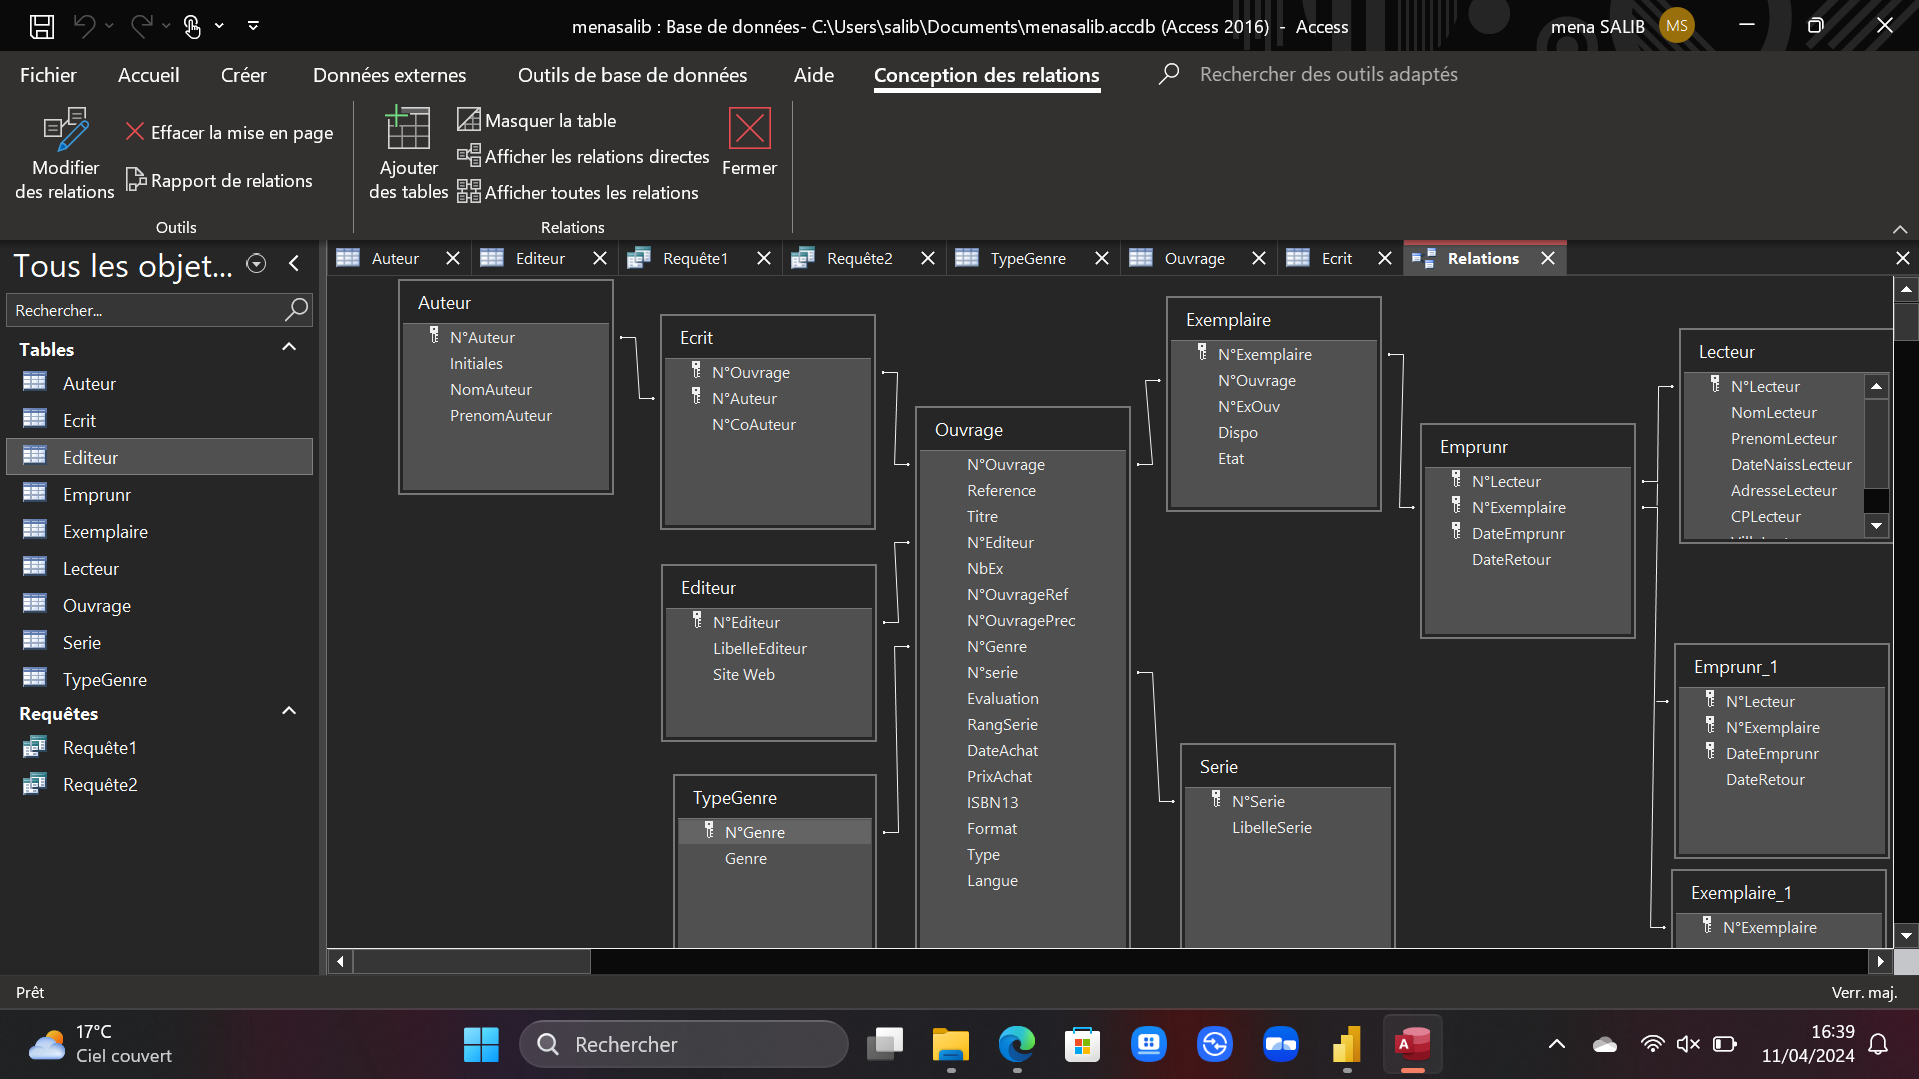 menasalib : Base de données- C:\Users\salib\Documents\menasalib.accdb (Access 2016) - Access
mena SALIB
MS
Fichier
Accueil
Créer
Données externes
Outils de base de données
Aide
Conception des relations
Rechercher des outils adaptés
Modifier
des relations
Effacer la mise en page
Rapport de relations
Outils
Ajouter
des tables
Masquer la table
Afficher les relations directes
Afficher toutes les relations
Fermer
Relations
Tous les objet...
Rechercher...
Tables
Auteur
Ecrit
Editeur
Emprunr
Exemplaire
Lecteur
Ouvrage
Serie
TypeGenre
Requêtes
Requête1
Requête2
Auteur
Editeur
Requête1
Requête2
TypeGenre
Ouvrage
Ecrit
Relations
Auteur
N°Auteur
Initiales
NomAuteur
PrenomAuteur
Ecrit
N°Ouvrage
N°Auteur
N°CoAuteur
Editeur
N°Editeur
LibelleEditeur
Site Web
TypeGenre
N°Genre
Genre
Ouvrage
N°Ouvrage
Reference
Titre
N°Editeur
NbEx
N°OuvrageRef
N°OuvragePrec
N°Genre
N°serie
Evaluation
RangSerie
DateAchat
PrixAchat
ISBN13
Format
Type
Langue
Exemplaire
N°Exemplaire
N°Ouvrage
N°ExOuv
Dispo
Etat
Serie
N°Serie
LibelleSerie
Emprunr
N°Lecteur
N°Exemplaire
DateEmprunr
DateRetour
Lecteur
N°Lecteur
NomLecteur
PrenomLecteur
DateNaissLecteur
AdresseLecteur
CPLecteur
Emprunr_1
N°Lecteur
N°Exemplaire
DateEmprunr
DateRetour
Exemplaire_1
N°Exemplaire
Prêt
Verr. maj.
17°C
Ciel couvert
Rechercher
A
16:39
11/04/2024